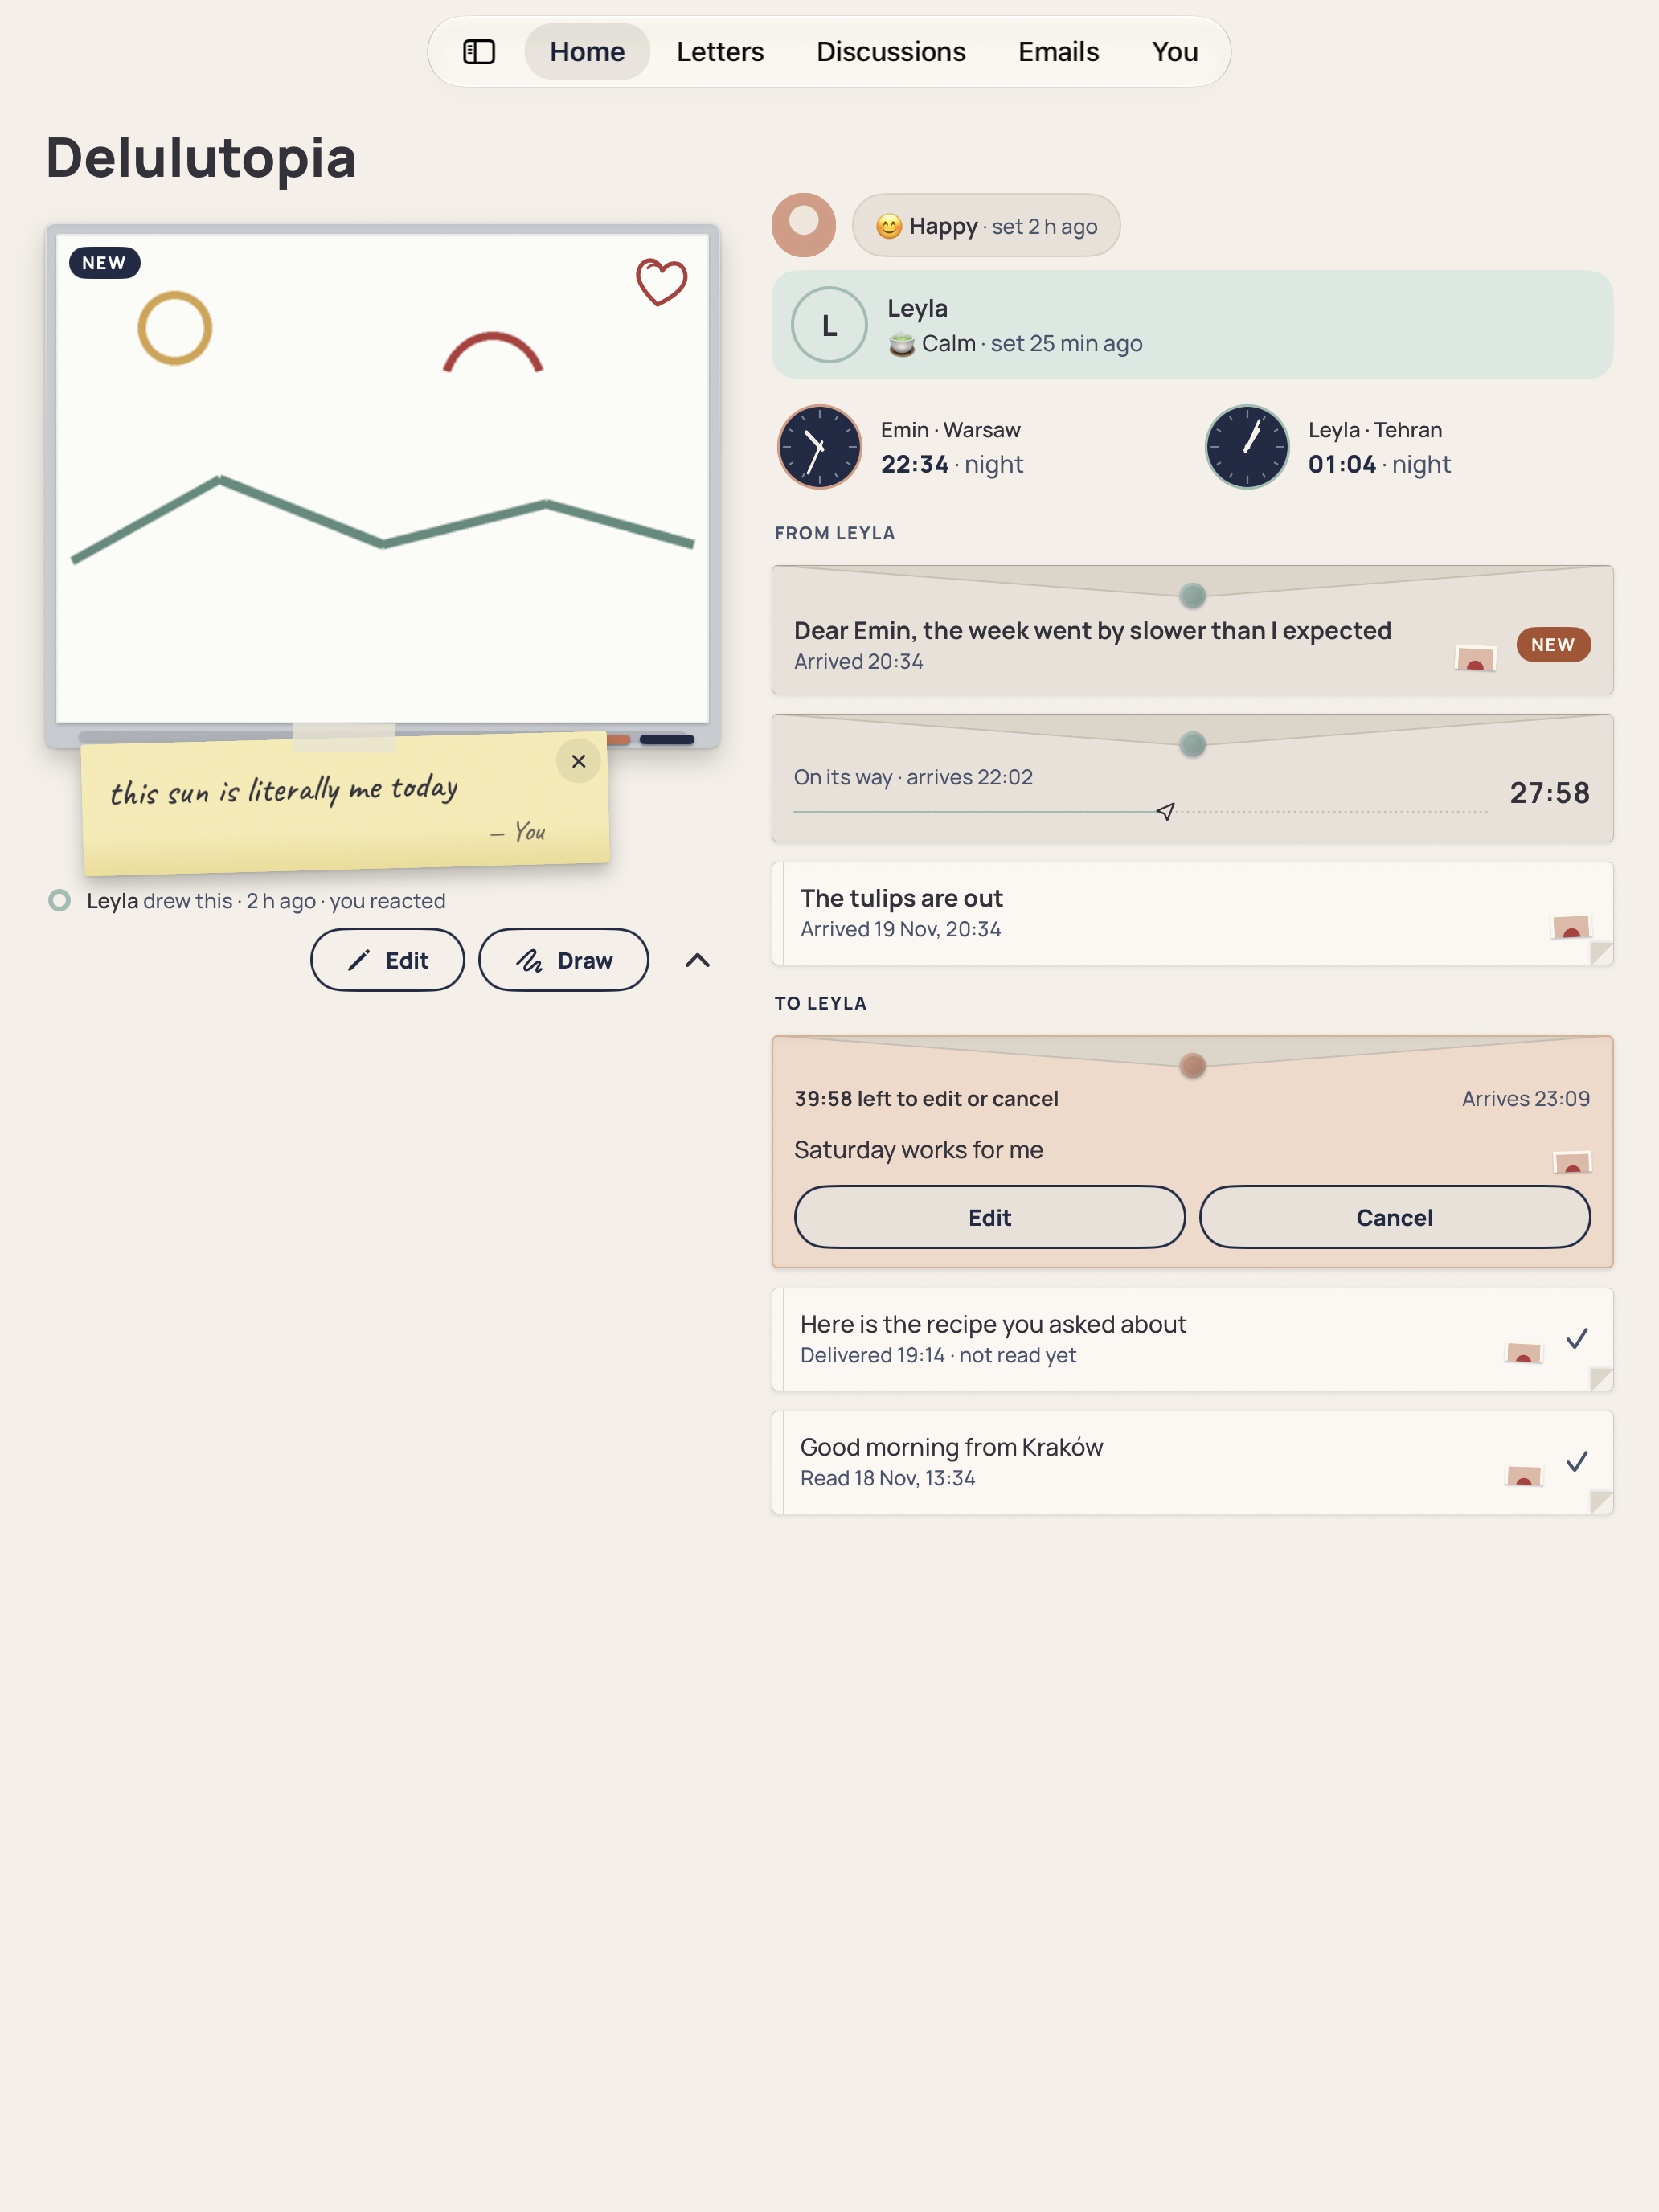 Home Letters Discussions Emails You
Delulutopia
NEW
this sun is literally me today
– You
Leyla drew this · 2 h ago · you reacted
Edit Draw
😊 Happy · set 2 h ago
L
Leyla
🍵 Calm · set 25 min ago
Emin · Warsaw
22:34 · night
Leyla · Tehran
01:04 · night
FROM LEYLA
Dear Emin, the week went by slower than I expected
Arrived 20:34
NEW
On its way · arrives 22:02
27:58
The tulips are out
Arrived 19 Nov, 20:34
TO LEYLA
39:58 left to edit or cancel
Arrives 23:09
Saturday works for me
Edit Cancel
Here is the recipe you asked about
Delivered 19:14 · not read yet
Good morning from Kraków
Read 18 Nov, 13:34